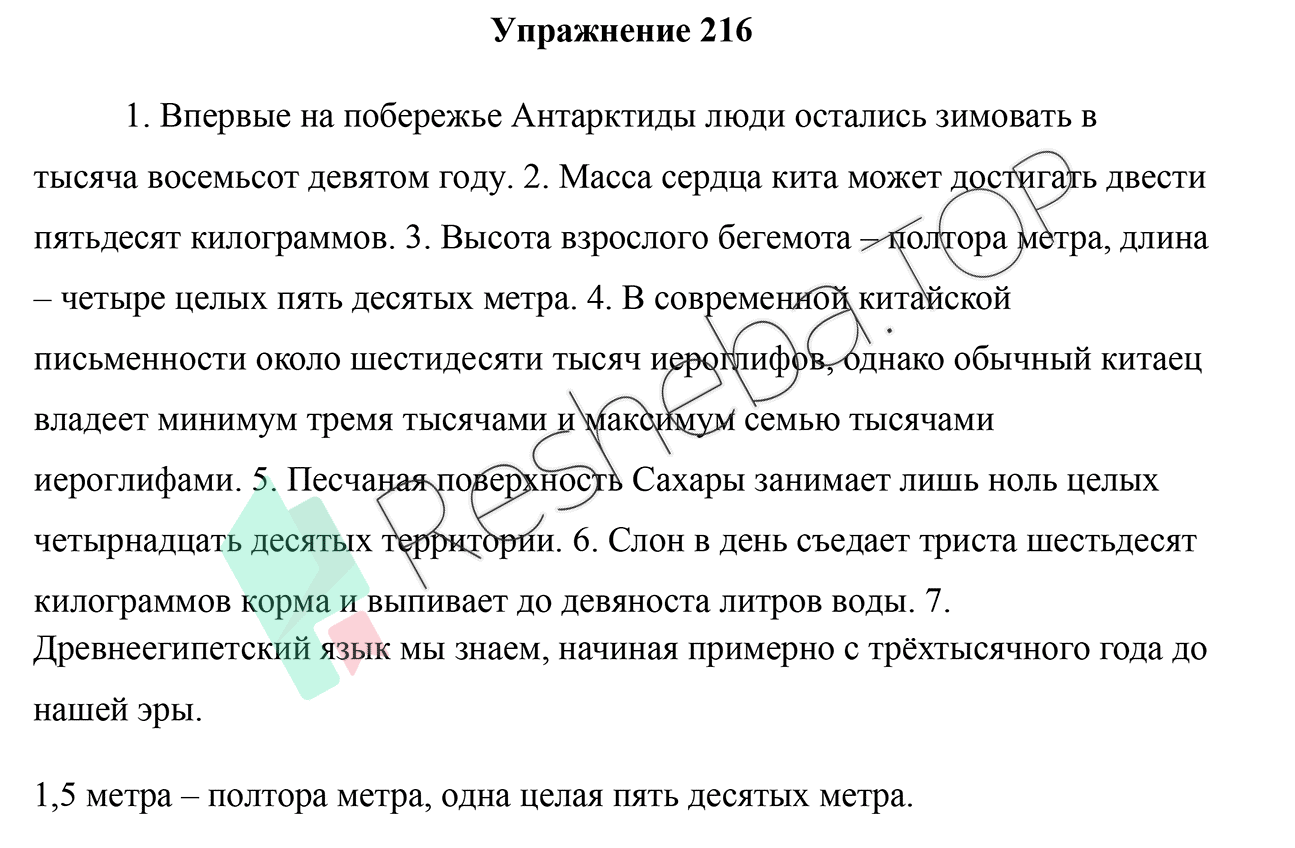 Упражнение 216
1. Впервые на побережье Антарктиды люди остались зимовать в
тысяча восемьсот девятом году. 2. Масса сердца кита может достигать двести
пятьдесят килограммов. 3. Высота взрослого бегемота – полтора метра, длина
– четыре целых пять десятых метра. 4. В современной китайской
письменности около шестидесяти тысяч иероглифов, однако обычный китаец
владеет минимум тремя тысячами и максимум семью тысячами
иероглифами. 5. Песчаная поверхность Сахары занимает лишь ноль целых
четырнадцать десятых территории. 6. Слон в день съедает триста шестьдесят
килограммов корма и выпивает до девяноста литров воды. 7.
Древнеегипетский язык мы знаем, начиная примерно с трёхтысячного года до
нашей эры.
1,5 метра – полтора метра, одна целая пять десятых метра.
Resheba.TOP